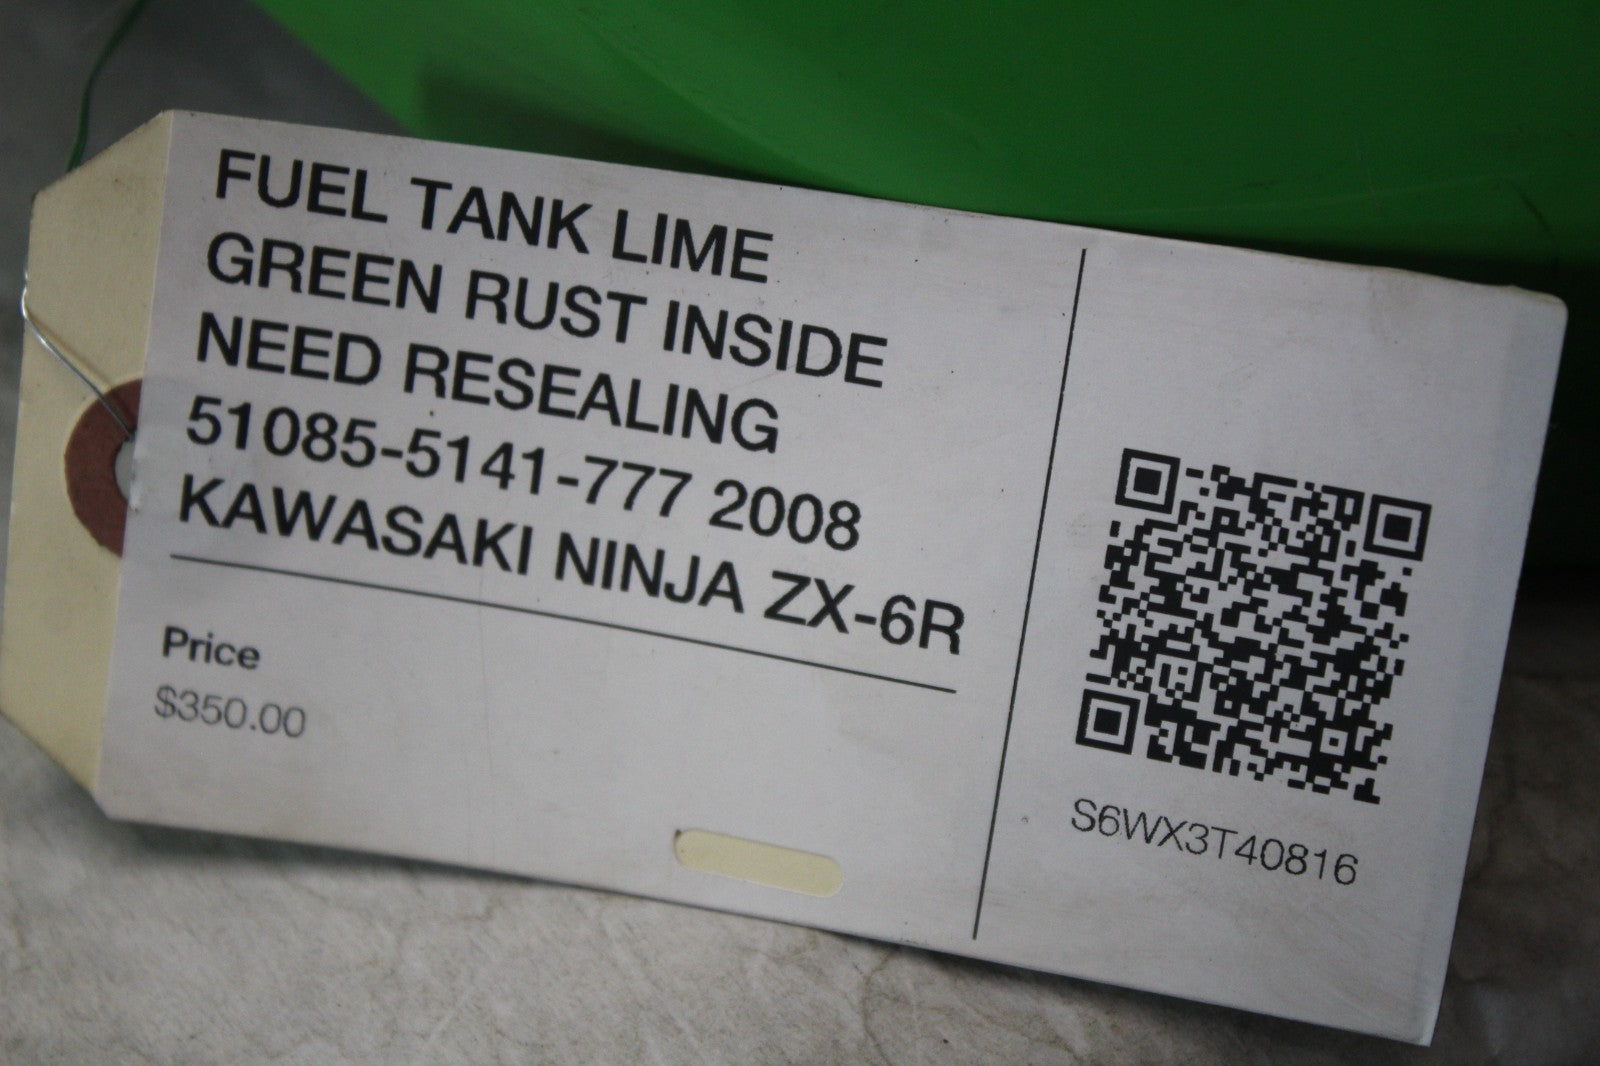 FUEL TANK LIME
GREEN RUST INSIDE
NEED RESEALING
51085-5141-777 2008
KAWASAKI NINJA ZX-6R
Price
$350.00
S6WX3T40816